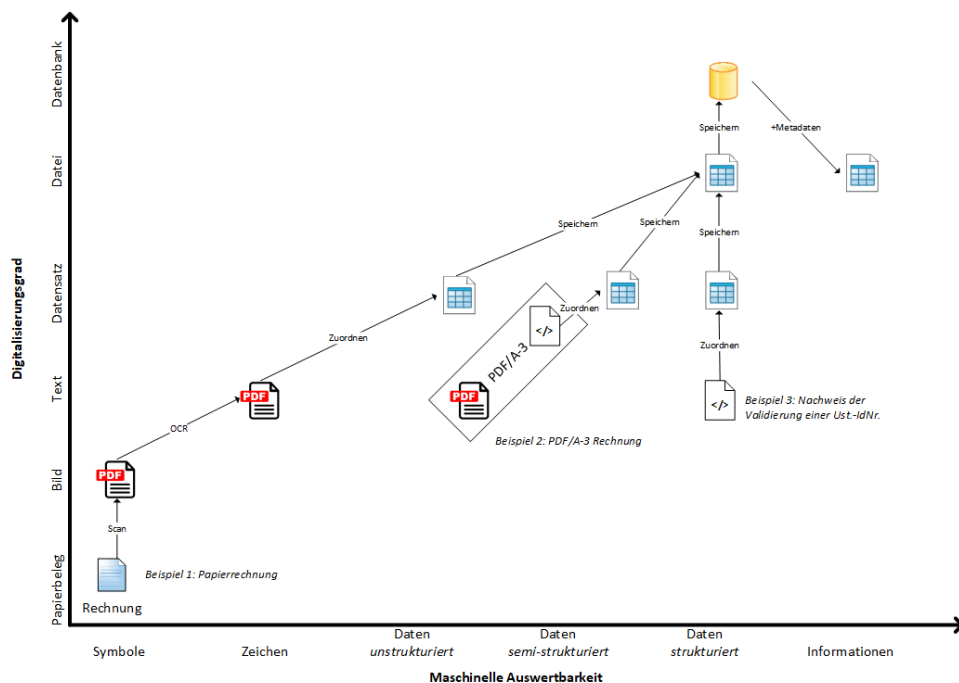 Digitalisierungsgrad
Datenbank
Datei
Datensatz
Text
Bild
Papierbeleg
Speichern
+Metadaten
Speichern
Speichern
Speichern
Zuordnen
Zuordnen
</>
PDF/A-3
PDF
Zuordnen
</>
Beispiel 3: Nachweis der
Validierung einer Ust.-IdNr.
Beispiel 2: PDF/A-3 Rechnung
PDF
OCR
PDF
Scan
Beispiel 1: Papierrechnung
Rechnung
Symbole
Zeichen
Daten
unstrukturiert
Daten
semi-strukturiert
Daten
strukturiert
Informationen
Maschinelle Auswertbarkeit